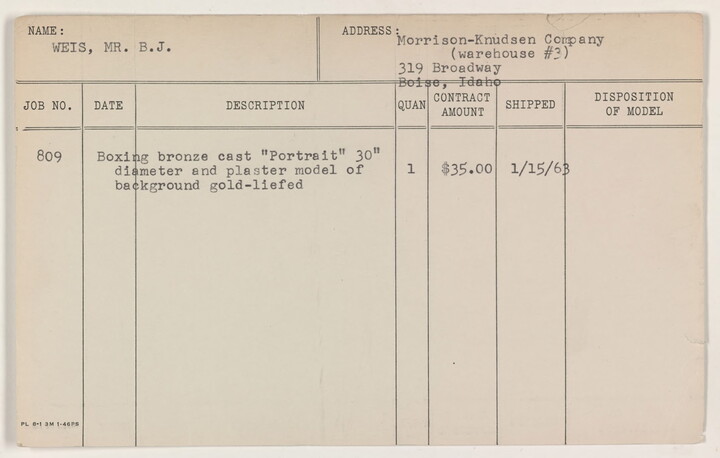 NAME:
WEIS, MR. B.J.
ADDRESS:
Morrison-Knudsen Company
(warehouse #3)
319 Broadway
Boise, Idaho
JOB NO.
DATE
DESCRIPTION
QUAN
CONTRACT
AMOUNT
SHIPPED
DISPOSITION
OF MODEL
809
Boxing bronze cast "Portrait" 30"
diameter and plaster model of
background gold-liefed
1
$35.00
1/15/63